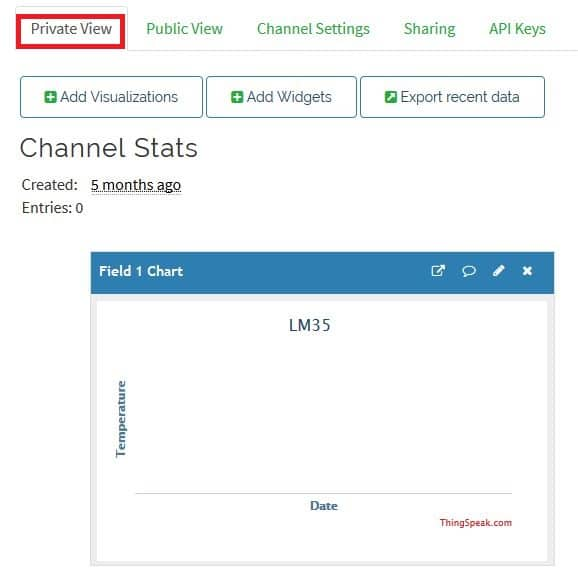 Private View Public View Channel Settings Sharing API Keys
Add Visualizations Add Widgets Export recent data
Channel Stats
Created: 5 months ago
Entries: 0
Field 1 Chart
LM35
Temperature
Date
ThingSpeak.com